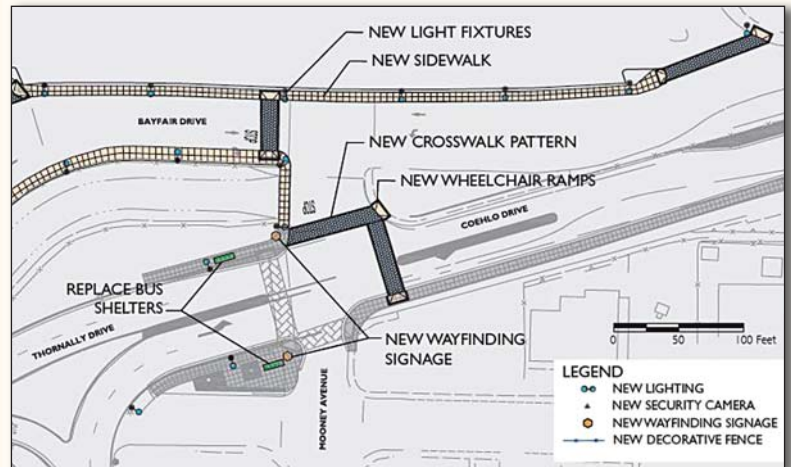 NEW LIGHT FIXTURES
NEW SIDEWALK
BAYFAIR DRIVE
STOP
NEW CROSSWALK PATTERN
NEW WHEELCHAIR RAMPS
STOP
COEHLO DRIVE
REPLACE BUS
SHELTERS
THORNALLY DRIVE
NEW WAYFINDING
SIGNAGE
MOONEY AVENUE
0 50 100 Feet
LEGEND
NEW LIGHTING
NEW SECURITY CAMERA
NEW WAYFINDING SIGNAGE
NEW DECORATIVE FENCE